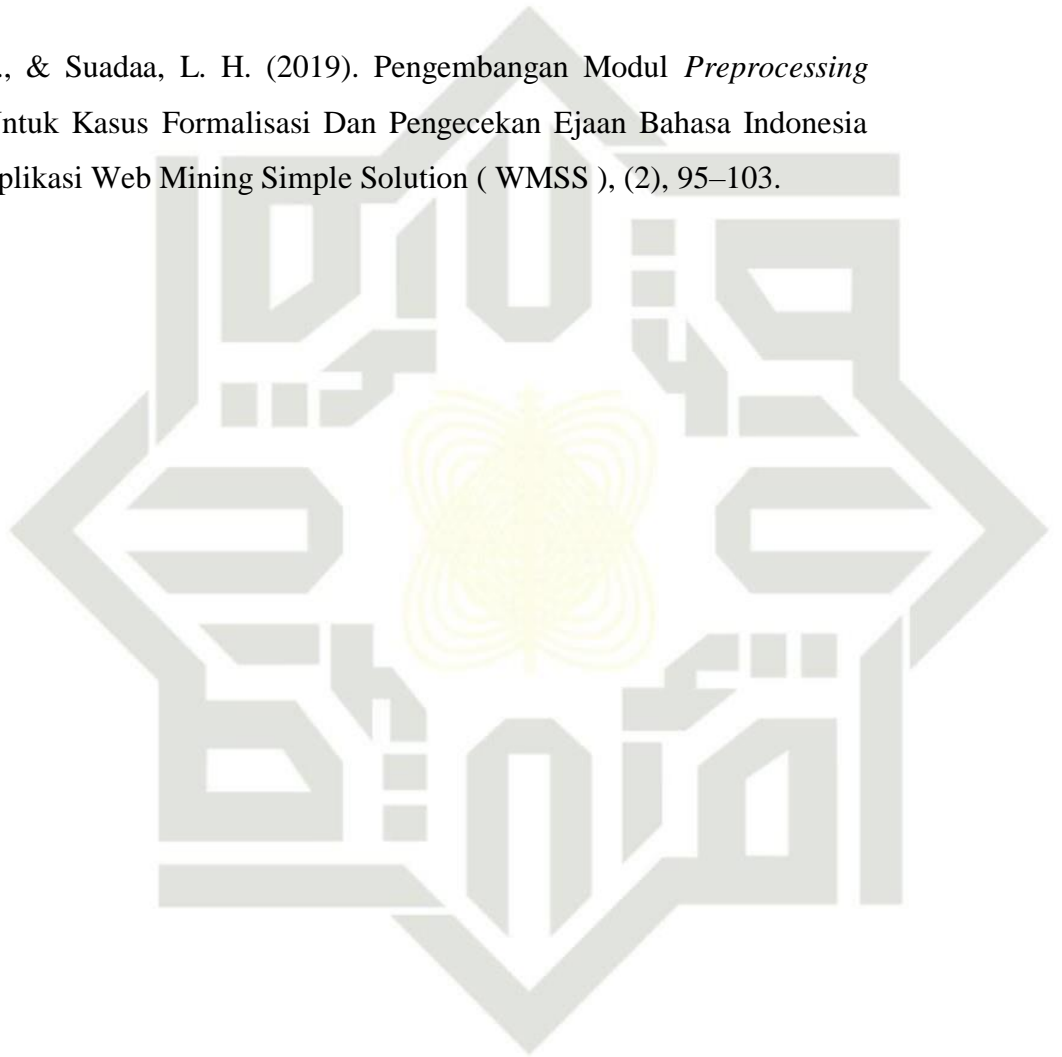 ., & Suadaa, L. H. (2019). Pengembangan Modul Preprocessing
Untuk Kasus Formalisasi Dan Pengecekan Ejaan Bahasa Indonesia
plikasi Web Mining Simple Solution ( WMSS ), (2), 95–103.